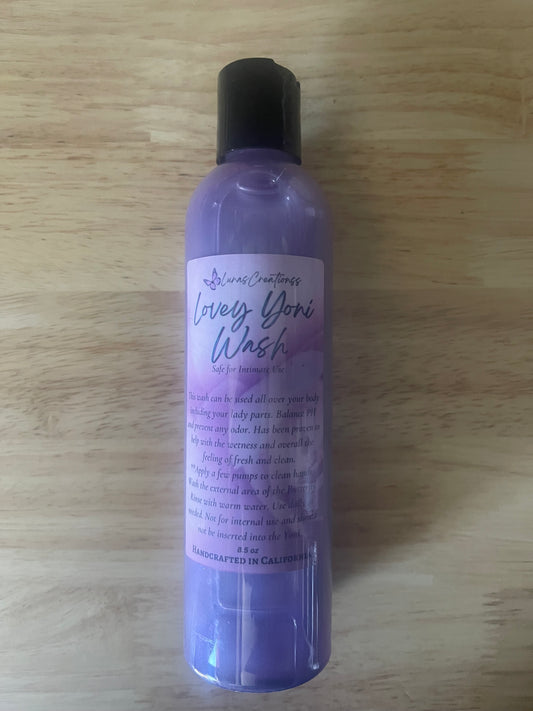 LunasCreationss
Lovey Yoni
Wash
Safe for Intimate Use
This wash can be used all over your body
including your lady parts. Balance PH
and prevent any odor. Has been proven to
help with the wetness and overall the
feeling of fresh and clean.
**Apply a few pumps to clean
Wash the external area of the
Rinse with warm water. Use
needed. Not for internal use and should
not be inserted into the Yoni.
8.5 oz
Handcrafted in California